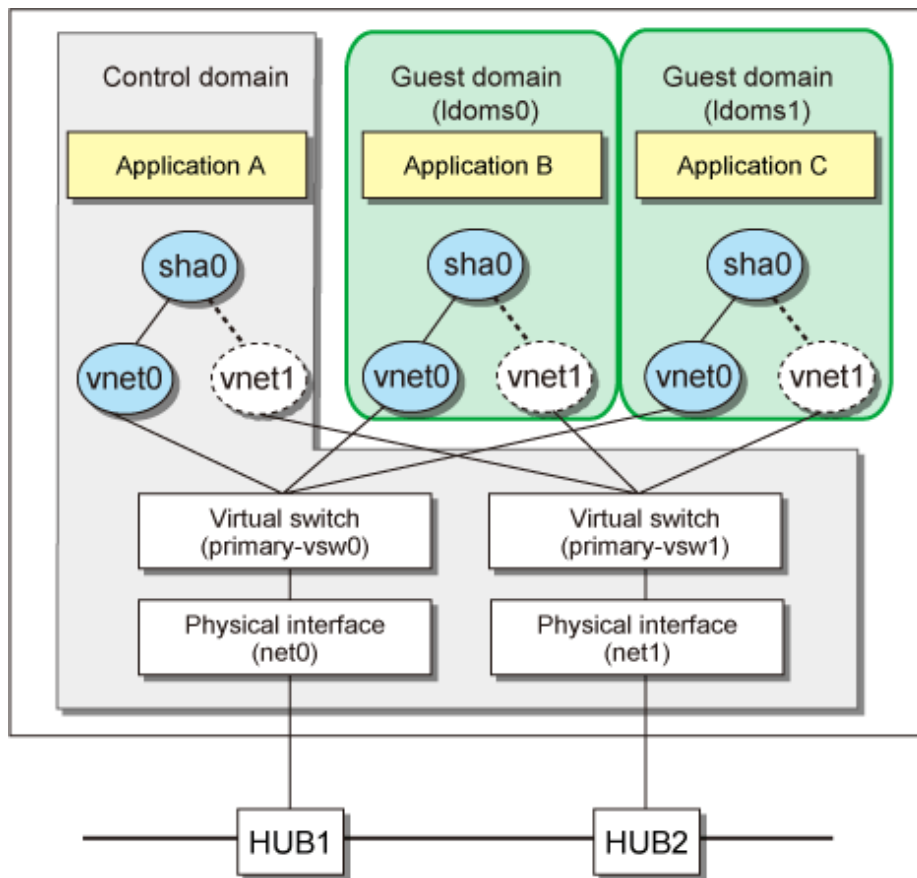 Control domain
Guest domain
(ldoms0)
Guest domain
(ldoms1)
Application A
Application B
Application C
sha0
sha0
sha0
vnet0
vnet1
vnet0
vnet1
vnet0
vnet1
Virtual switch
(primary-vsw0)
Virtual switch
(primary-vsw1)
Physical interface
(net0)
Physical interface
(net1)
HUB1
HUB2